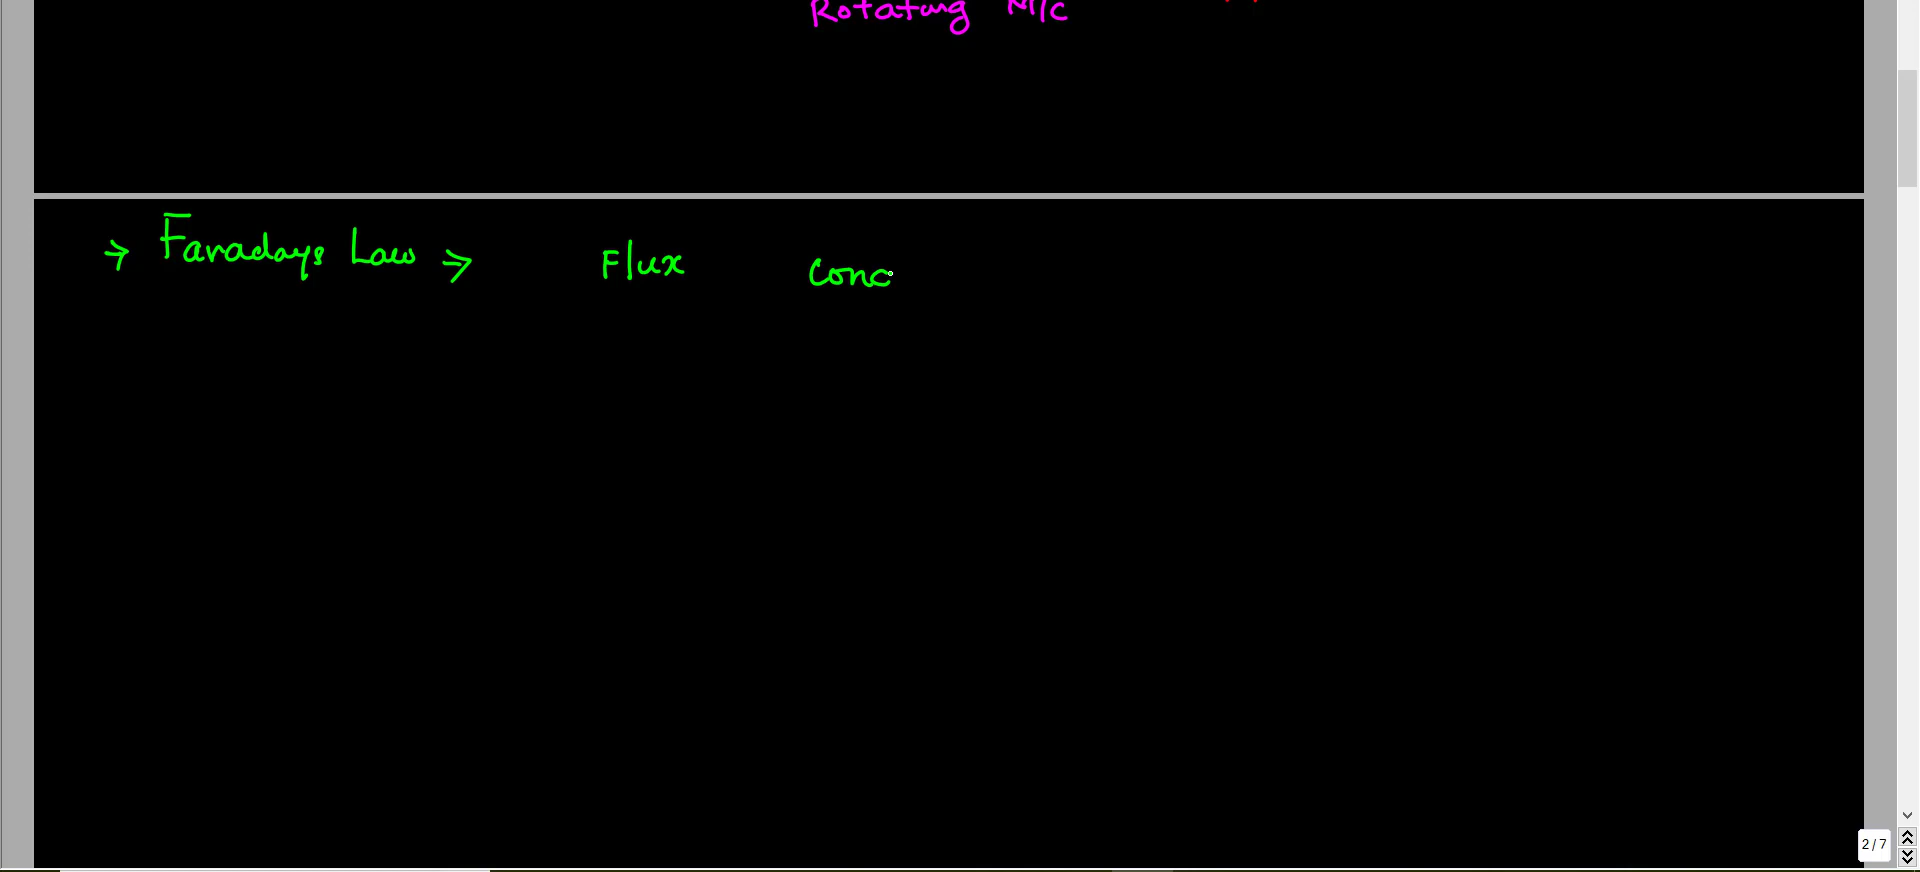 Rotating M/c
→ Faradays Law ⇒ Flux Conc
2 / 7